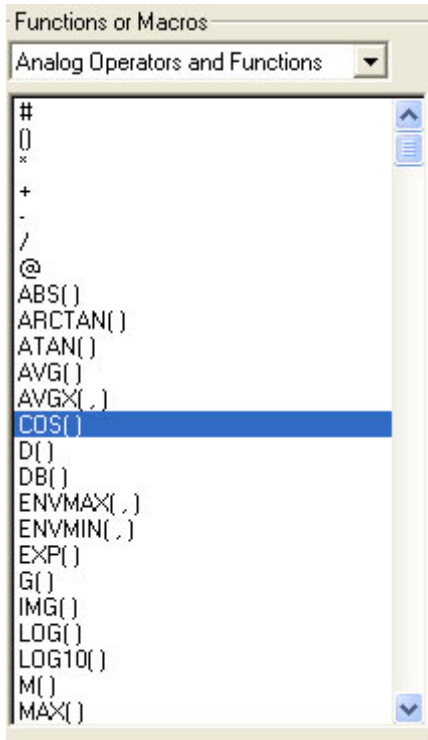 Functions or Macros
Analog Operators and Functions
#
()
*
+
-
/
@
ABS( )
ARCTAN( )
ATAN( )
AVG( )
AVGX( , )
COS( )
D( )
DB( )
ENVMAX( , )
ENVMIN( , )
EXP( )
G( )
IMG( )
LOG( )
LOG10( )
M( )
MAX( )